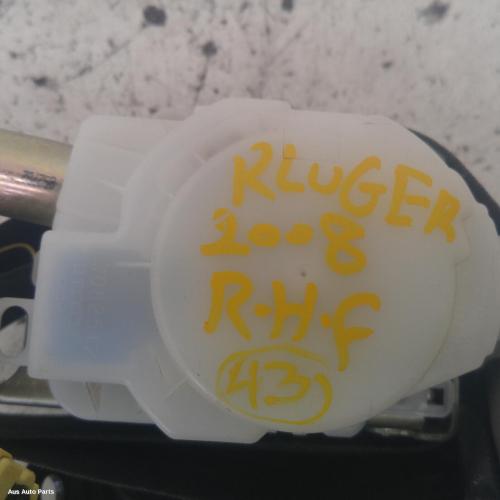 KLUGER
2008
R.H.F
43
Aus Auto Parts